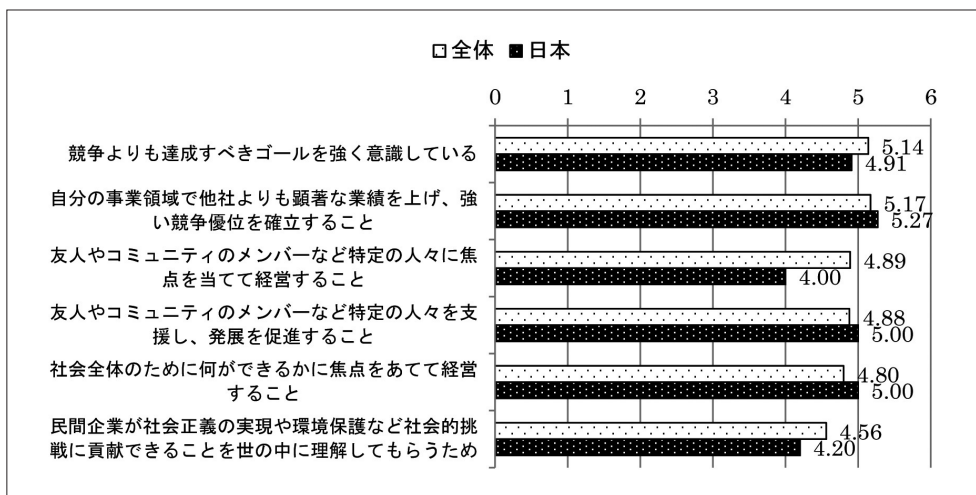 全体 日本
0 1 2 3 4 5 6
競争よりも達成すべきゴールを強く意識している
5.14
4.91
自分の事業領域で他社よりも顕著な業績を上げ、強
い競争優位を確立すること
5.17
5.27
友人やコミュニティのメンバーなど特定の人々に焦
点を当てて経営すること
4.89
4.00
友人やコミュニティのメンバーなど特定の人々を支
援し、発展を促進すること
4.88
5.00
社会全体のために何ができるかに焦点をあてて経営
すること
4.80
5.00
民間企業が社会正義の実現や環境保護など社会的挑
戦に貢献できることを世の中に理解してもらうため
4.56
4.20